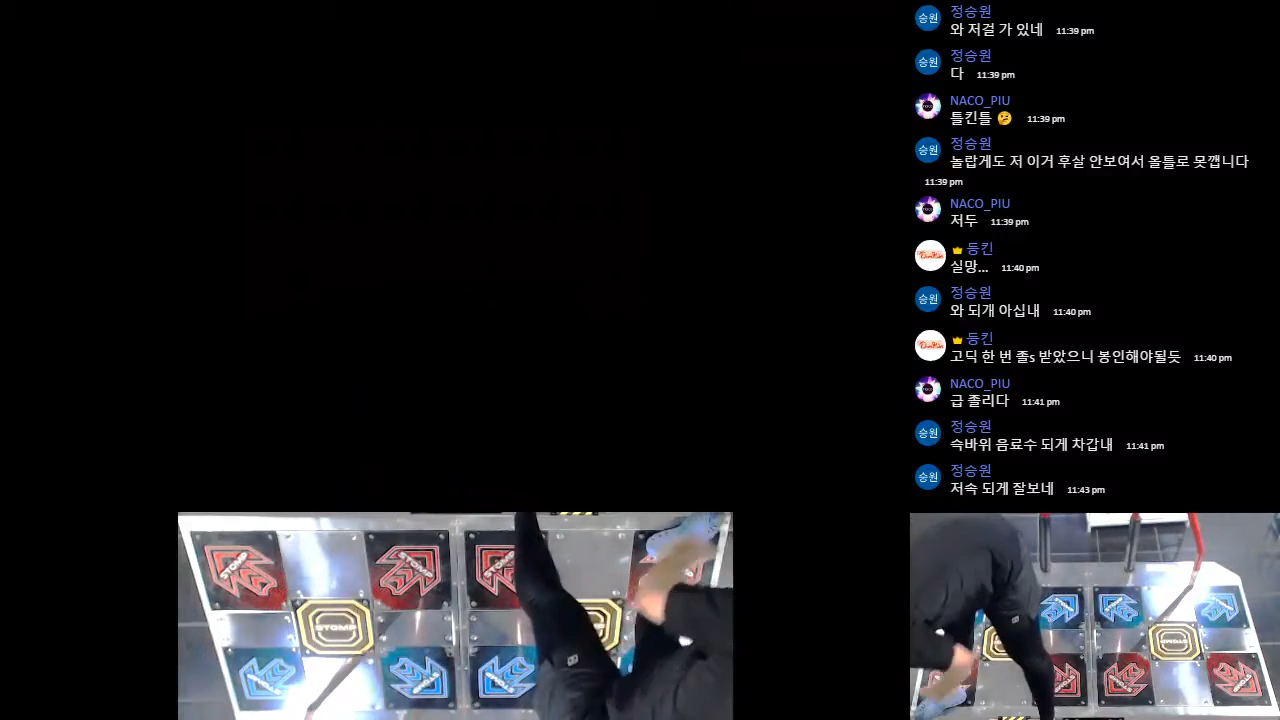 승원
정승원
와 저걸 가 있네 11:39 pm
승원
정승원
다 11:39 pm
NACO_PIU
틀킨틀 🤔 11:39 pm
승원
정승원
놀랍게도 저 이거 후살 안보여서 올틀로 못깹니다
11:39 pm
NACO_PIU
저두 11:39 pm
등킨
실망... 11:40 pm
승원
정승원
와 되개 아십내 11:40 pm
등킨
고딕 한 번 졸s 받았으니 봉인해야될듯 11:40 pm
NACO_PIU
급 졸리다 11:41 pm
승원
정승원
슥바위 음료수 되게 차갑내 11:41 pm
승원
정승원
저속 되게 잘보네 11:43 pm
STOMP
STOMP
STOMP
STOMP